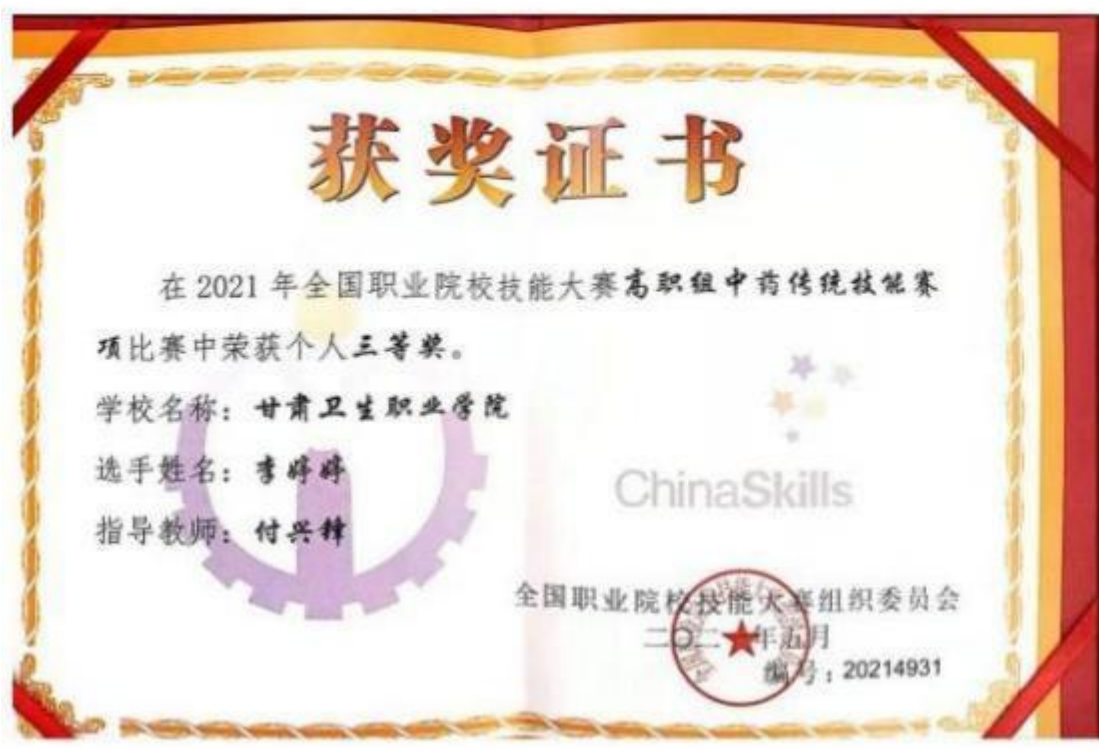 获奖证书
在2021年全国职业院校技能大赛高职组中药传统技能赛
项比赛中荣获个人三等奖。
学校名称：甘肃卫生职业学院
选手姓名：李婷婷
指导教师：付兴锋
ChinaSkills
全国职业院校技能大赛组织委员会
二〇二一年五月
编号：20214931